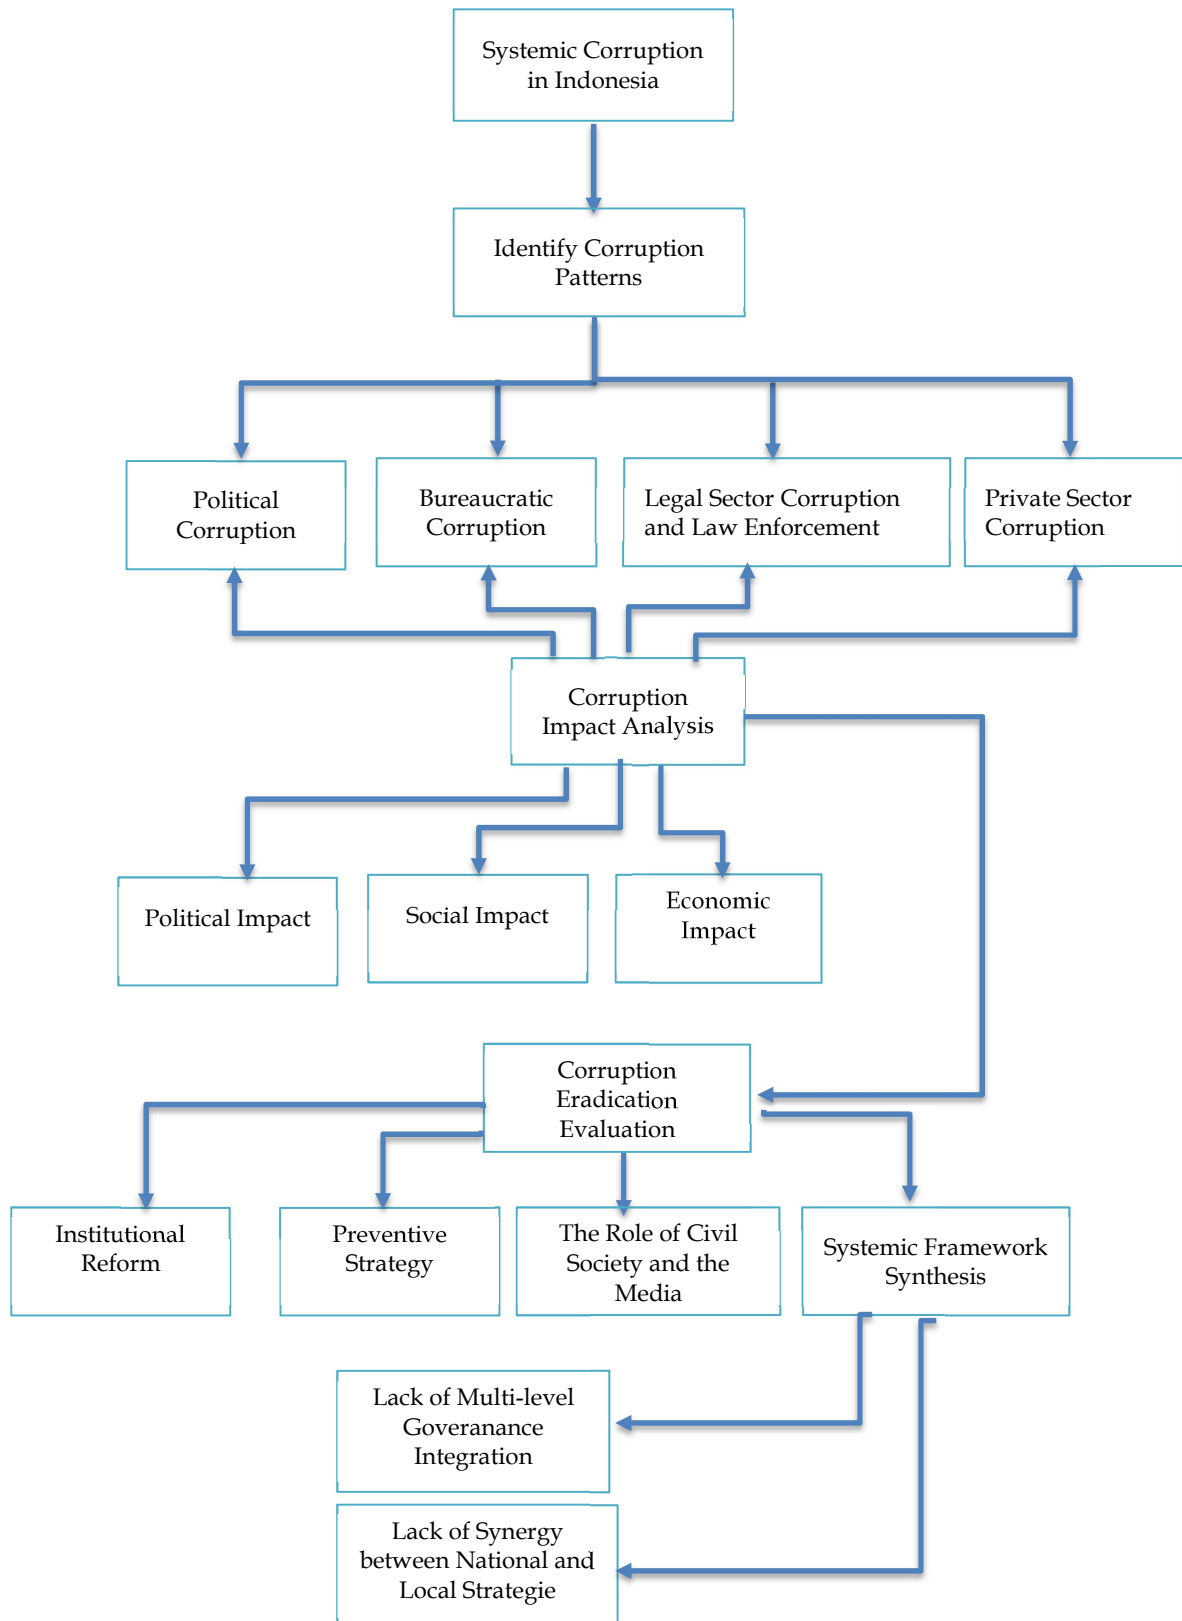 Systemic Corruption
in Indonesia
Identify Corruption
Patterns
Political
Corruption
Bureaucratic
Corruption
Legal Sector Corruption
and Law Enforcement
Private Sector
Corruption
Corruption
Impact Analysis
Political Impact
Social Impact
Economic
Impact
Corruption
Eradication
Evaluation
Institutional
Reform
Preventive
Strategy
The Role of Civil
Society and the
Media
Systemic Framework
Synthesis
Lack of Multi-level
Goveranance
Integration
Lack of Synergy
between National and
Local Strategie